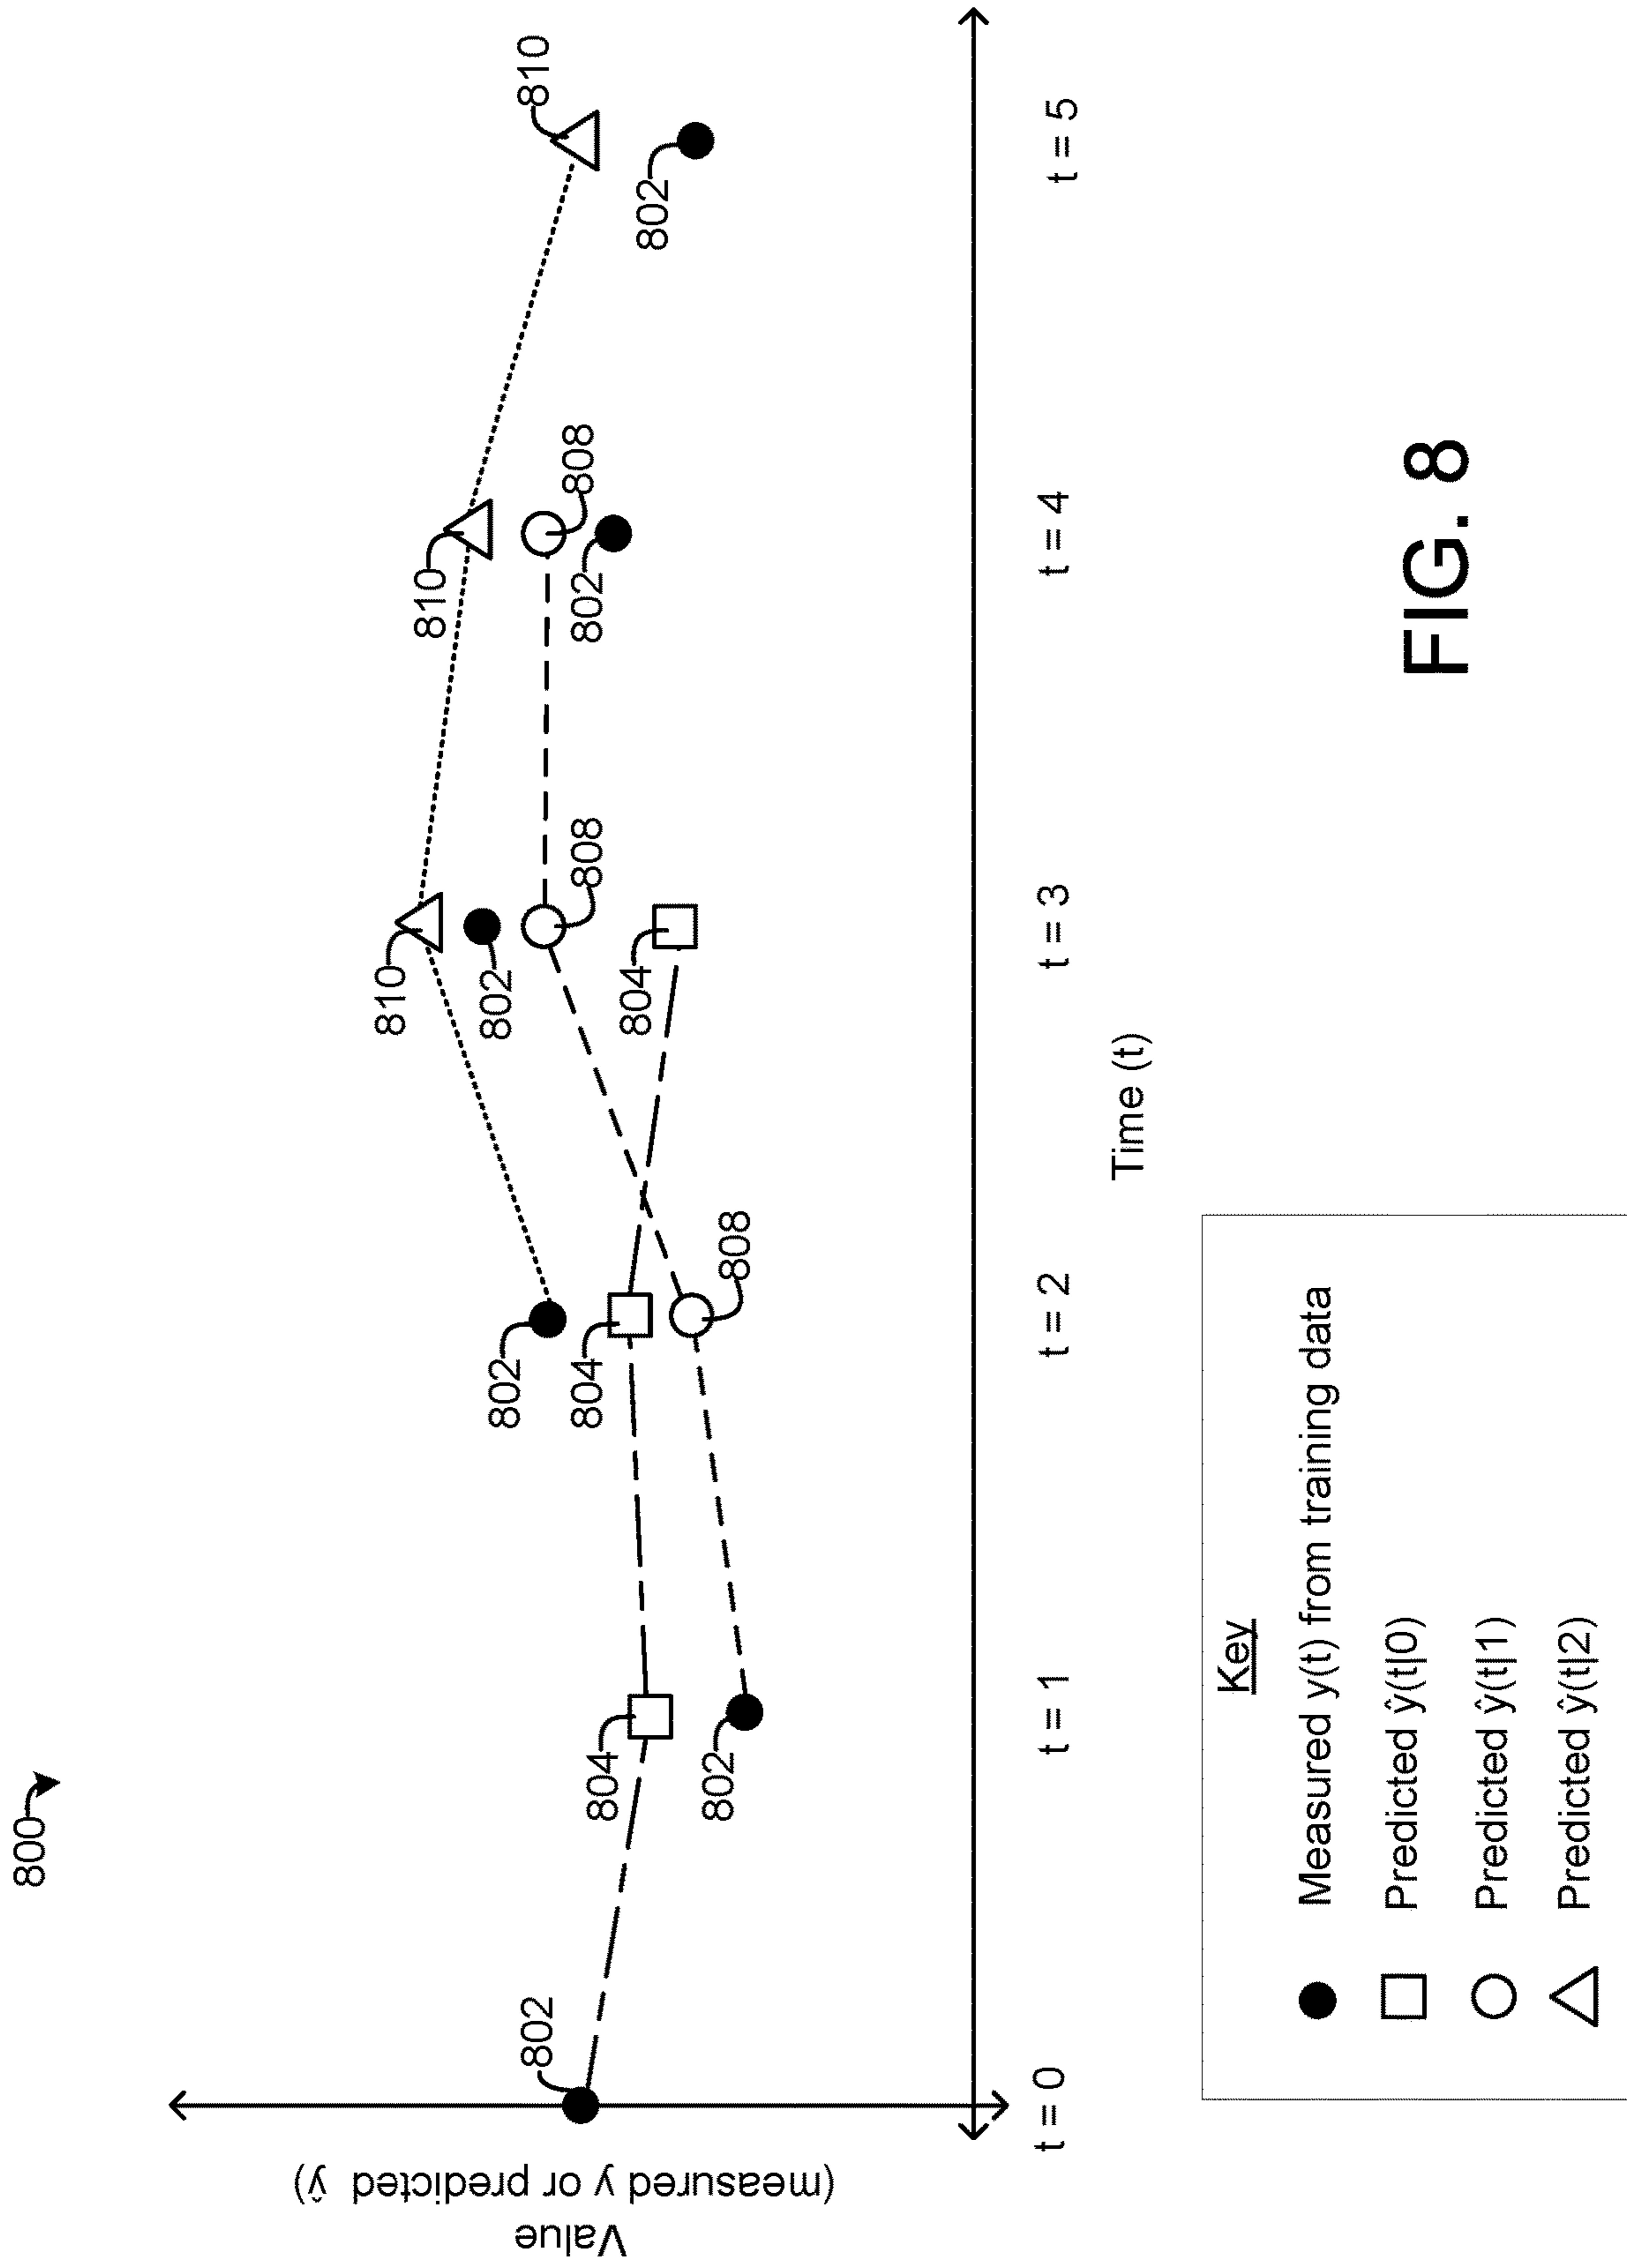 800
Value
(measured y or predicted ŷ)
802
804
802
802
804
808
810
802
808
804
810
808
802
810
802
t = 0
t = 1
t = 2
t = 3
t = 4
t = 5
Time (t)
Key
Measured y(t) from training data
Predicted ŷ(t|0)
Predicted ŷ(t|1)
Predicted ŷ(t|2)
FIG. 8